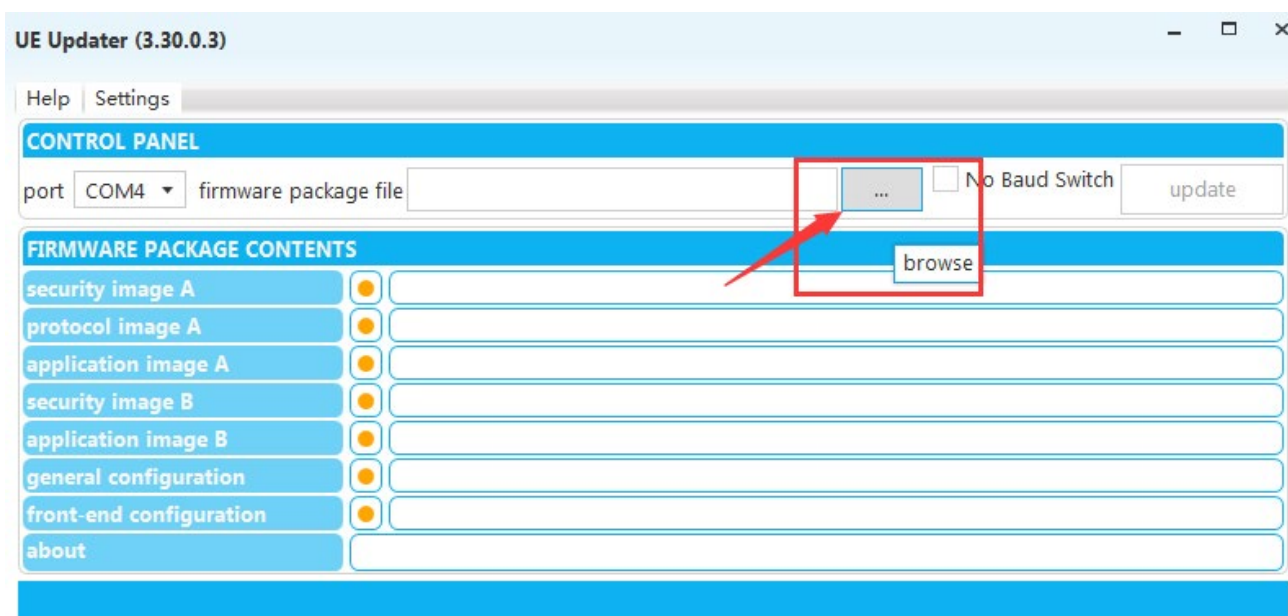 UE Updater (3.30.0.3)
Help Settings
CONTROL PANEL
port COM4 firmware package file ... No Baud Switch update
browse
FIRMWARE PACKAGE CONTENTS
security image A
protocol image A
application image A
security image B
application image B
general configuration
front-end configuration
about